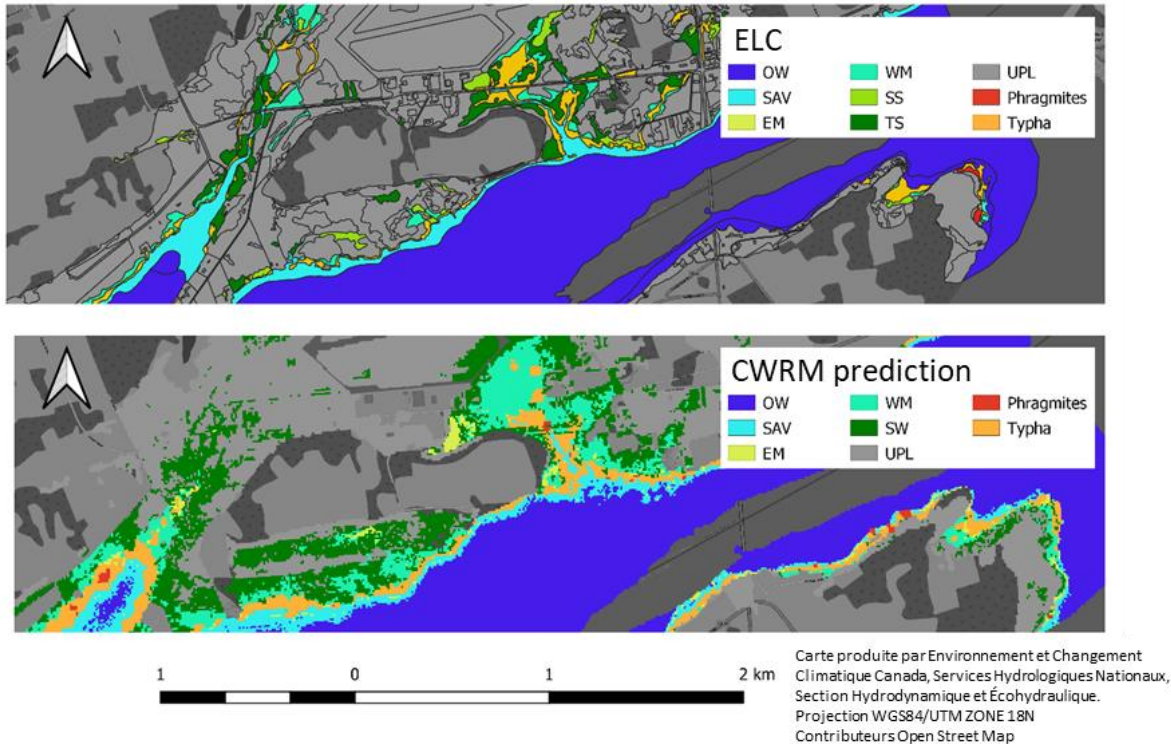 ELC
OW WM UPL
SAV SS Phragmites
EM TS Typha
CWRM prediction
OW WM Phragmites
SAV SW Typha
EM UPL
1 0 1 2 km
Carte produite par Environnement et Changement
Climatique Canada, Services Hydrologiques Nationaux,
Section Hydrodynamique et Écohydraulique.
Projection WGS84/UTM ZONE 18N
Contributeurs Open Street Map